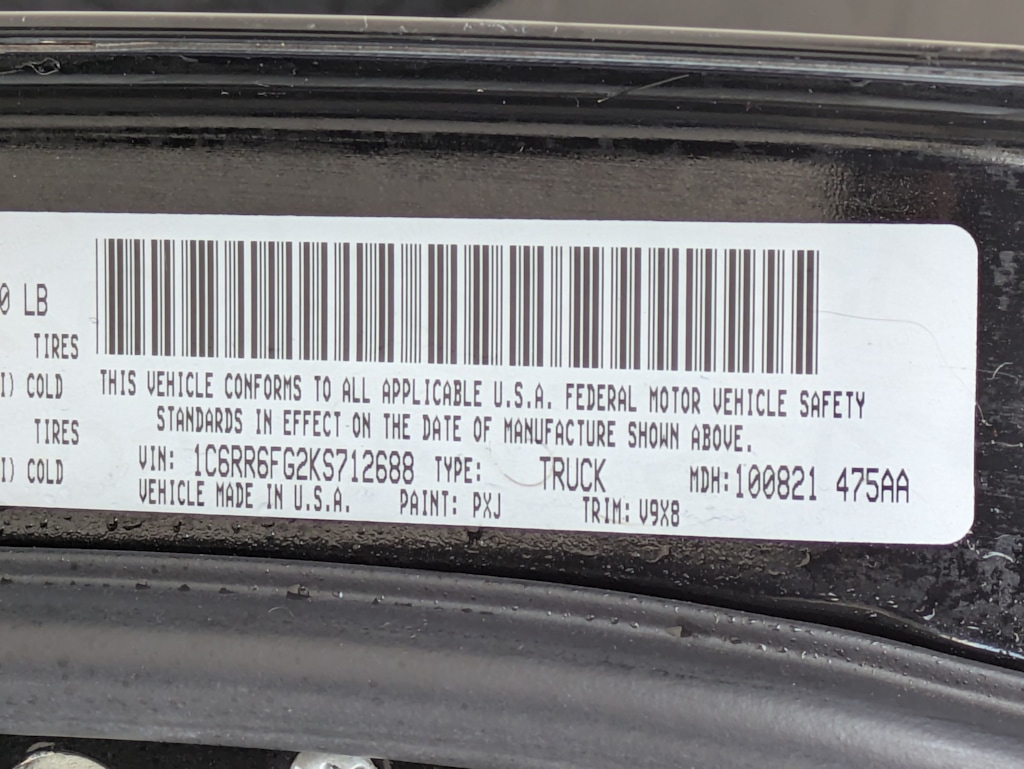 0 LB
TIRES
I) COLD
TIRES
I) COLD
THIS VEHICLE CONFORMS TO ALL APPLICABLE U.S.A. FEDERAL MOTOR VEHICLE SAFETY
STANDARDS IN EFFECT ON THE DATE OF MANUFACTURE SHOWN ABOVE.
VIN: 1C6RR6FG2KS712688 TYPE: TRUCK MDH:100821 475AA
VEHICLE MADE IN U.S.A. PAINT: PXJ TRIM: V9X8